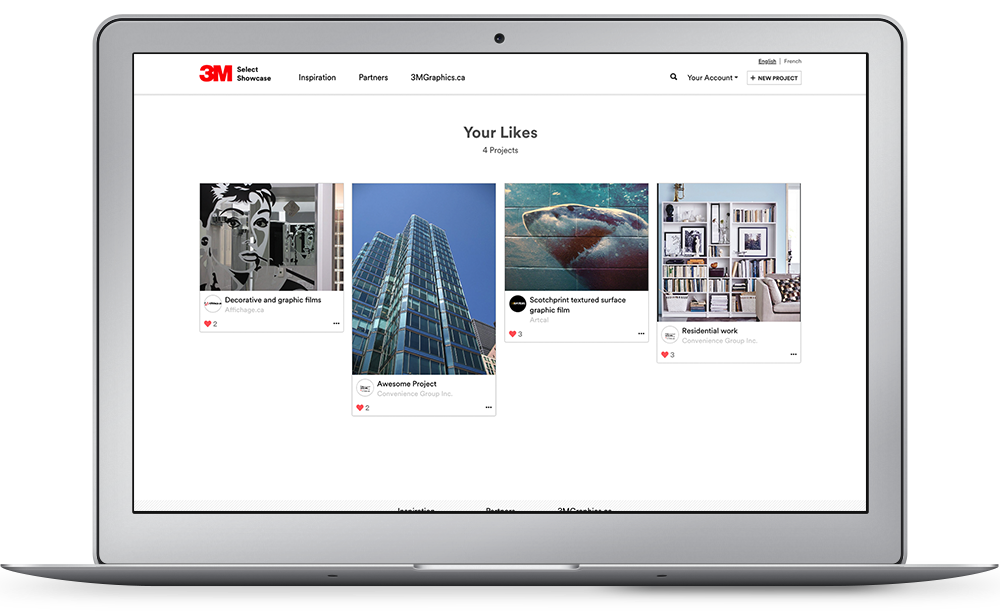 English | French
3M Select
Showcase
Inspiration
Partners
3MGraphics.ca
Your Account
+ NEW PROJECT
Your Likes
4 Projects
Decorative and graphic films
Affichage.ca
2
Awesome Project
Convenience Group Inc.
2
Scotchprint textured surface
graphic film
Artcal
3
Residential work
Convenience Group Inc.
3
Inspiration
Partners
3MGraphics.ca